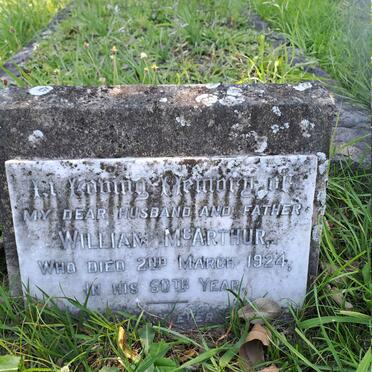 In Loving Memory of
MY DEAR HUSBAND AND FATHER
WILLIAM McARTHUR,
WHO DIED 2ND MARCH 1924,
IN HIS 60TH YEAR.